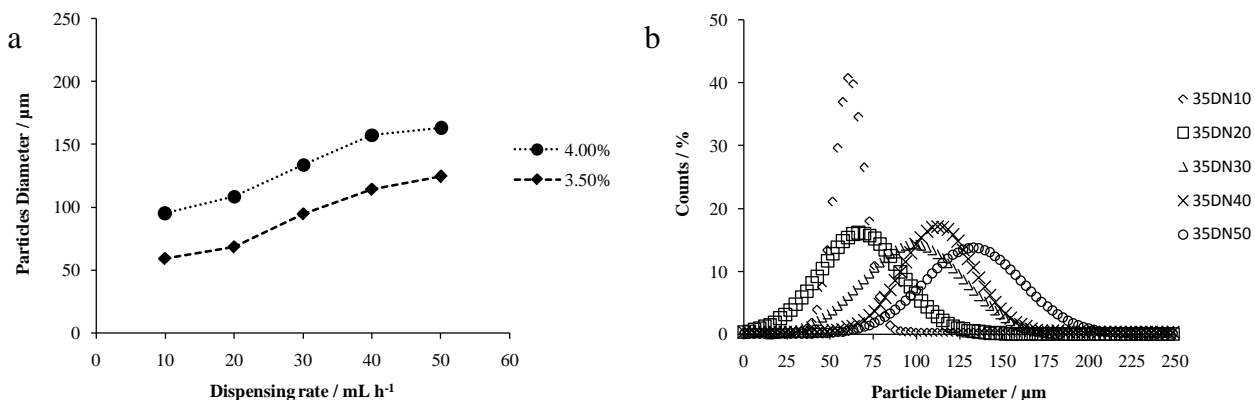 a
250
200
150
100
50
0
0 10 20 30 40 50 60
Particles Diameter / µm
Dispensing rate / mL h-1
4.00%
3.50%
b
50
40
30
20
10
0
0 25 50 75 100 125 150 175 200 225 250
Counts / %
Particle Diameter / µm
35DN10
35DN20
35DN30
35DN40
35DN50